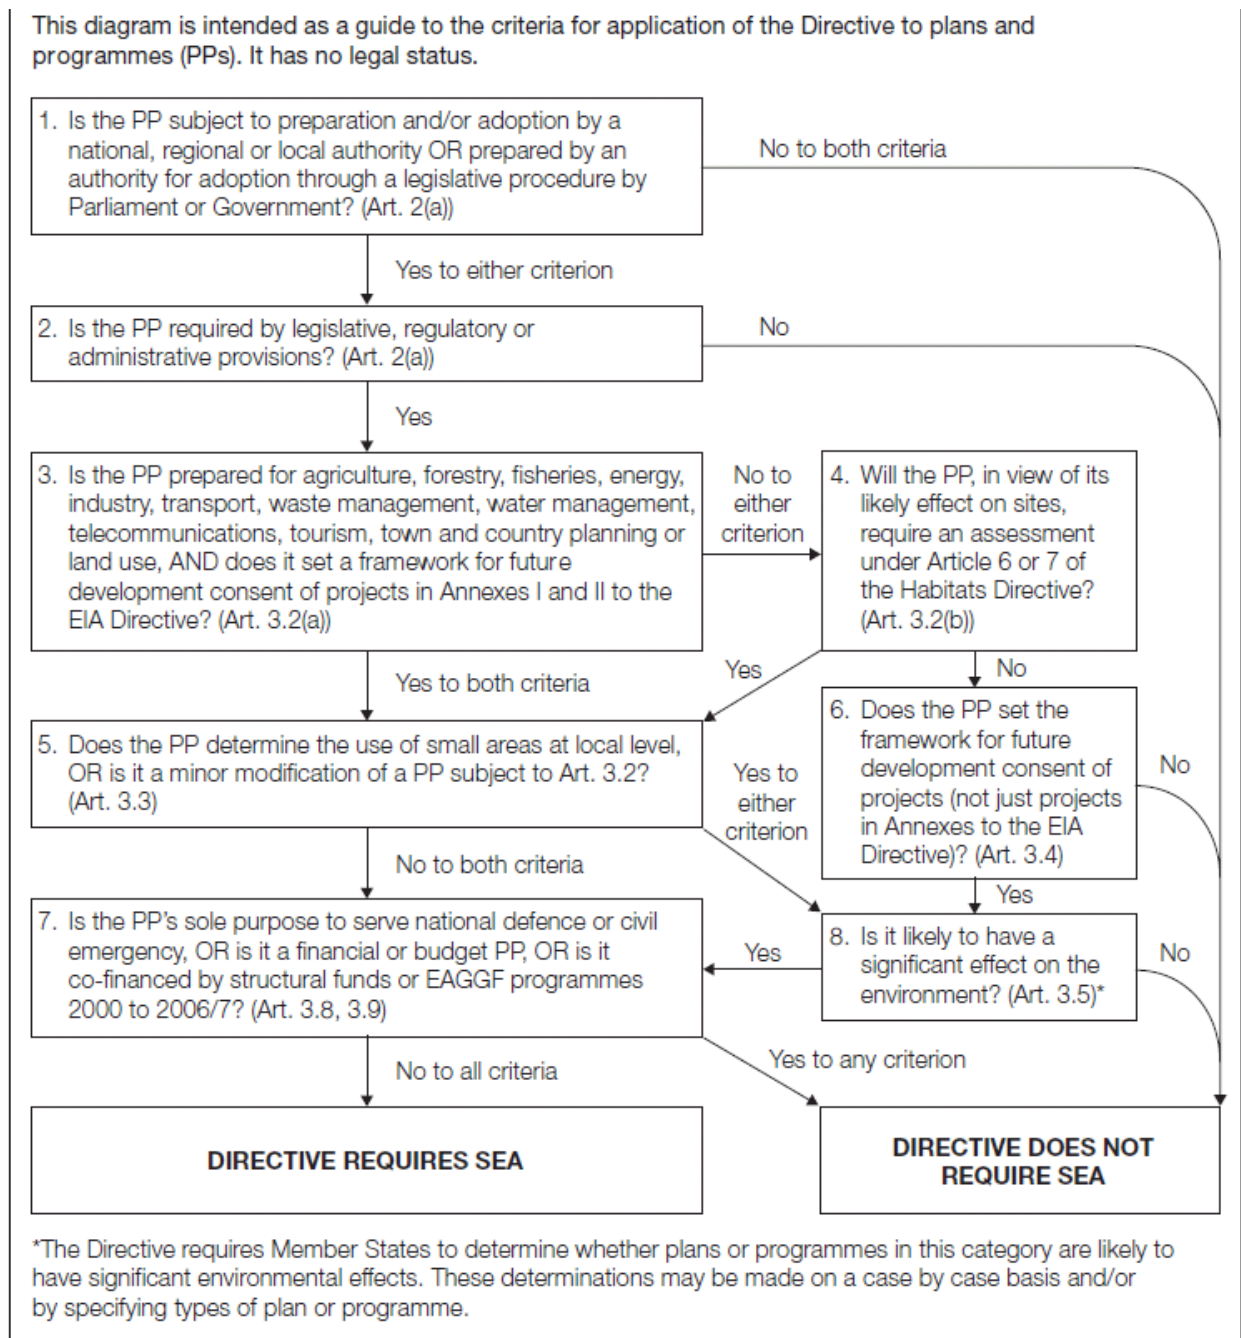 This diagram is intended as a guide to the criteria for application of the Directive to plans and
programmes (PPs). It has no legal status.
1. Is the PP subject to preparation and/or adoption by a
national, regional or local authority OR prepared by an
authority for adoption through a legislative procedure by
Parliament or Government? (Art. 2(a))
No to both criteria
Yes to either criterion
2. Is the PP required by legislative, regulatory or
administrative provisions? (Art. 2(a))
No
Yes
3. Is the PP prepared for agriculture, forestry, fisheries, energy,
industry, transport, waste management, water management,
telecommunications, tourism, town and country planning or
land use, AND does it set a framework for future
development consent of projects in Annexes I and II to the
EIA Directive? (Art. 3.2(a))
No to
either
criterion
4. Will the PP, in view of its
likely effect on sites,
require an assessment
under Article 6 or 7 of
the Habitats Directive?
(Art. 3.2(b))
Yes to both criteria
Yes
No
5. Does the PP determine the use of small areas at local level,
OR is it a minor modification of a PP subject to Art. 3.2?
(Art. 3.3)
Yes to
either
criterion
6. Does the PP set the
framework for future
development consent of
projects (not just projects
in Annexes to the EIA
Directive)? (Art. 3.4)
No
No to both criteria
Yes
7. Is the PP's sole purpose to serve national defence or civil
emergency, OR is it a financial or budget PP, OR is it
co-financed by structural funds or EAGGF programmes
2000 to 2006/7? (Art. 3.8, 3.9)
Yes
8. Is it likely to have a
significant effect on the
environment? (Art. 3.5)*
No
No to all criteria
Yes to any criterion
DIRECTIVE REQUIRES SEA
DIRECTIVE DOES NOT
REQUIRE SEA
*The Directive requires Member States to determine whether plans or programmes in this category are likely to
have significant environmental effects. These determinations may be made on a case by case basis and/or
by specifying types of plan or programme.